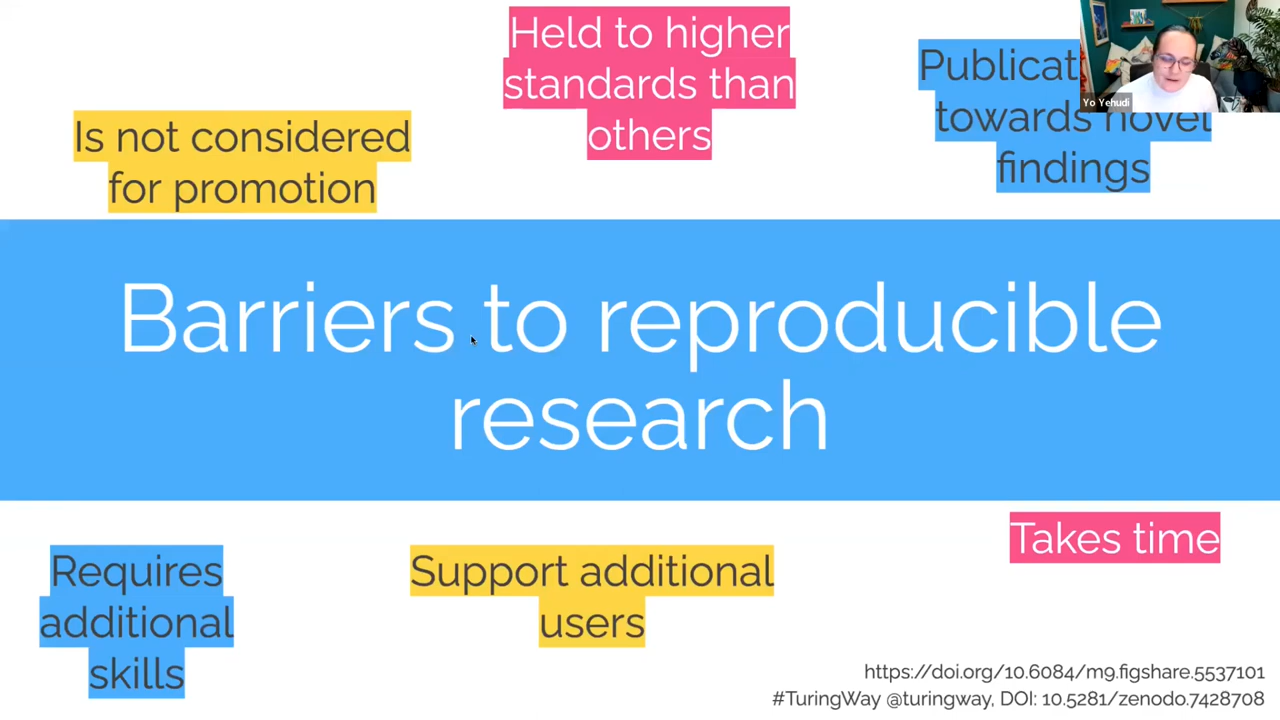 Held to higher
standards than
others
Is not considered
for promotion
towards novel
findings
Yo Yehudi
Barriers to reproducible
research
Requires
additional
skills
Support additional
users
Takes time
https://doi.org/10.6084/m9.figshare.5537101
#TuringWay @turingway, DOI: 10.5281/zenodo.7428708